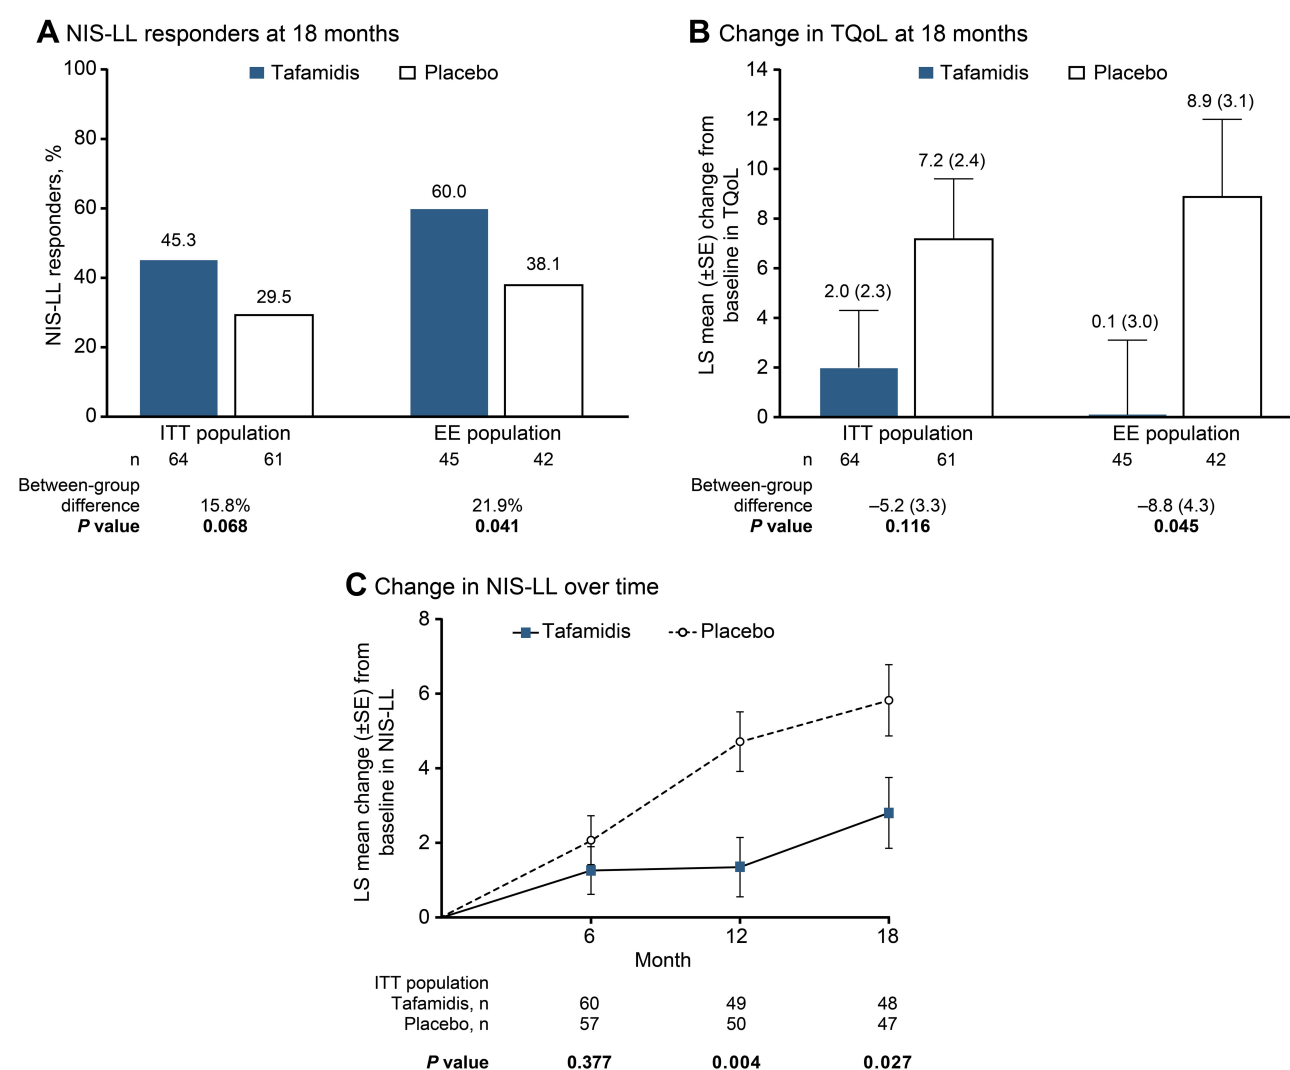 A NIS-LL responders at 18 months
Tafamidis Placebo
NIS-LL responders, %
100
80
60
40
20
0
45.3
29.5
60.0
38.1
ITT population EE population
n 64 61 45 42
Between-group
difference 15.8% 21.9%
P value 0.068 0.041
B Change in TQoL at 18 months
Tafamidis Placebo
LS mean (±SE) change from
baseline in TQoL
14
12
10
8
6
4
2
0
2.0 (2.3)
7.2 (2.4)
0.1 (3.0)
8.9 (3.1)
ITT population EE population
n 64 61 45 42
Between-group
difference –5.2 (3.3) –8.8 (4.3)
P value 0.116 0.045
C Change in NIS-LL over time
Tafamidis Placebo
LS mean change (±SE) from
baseline in NIS-LL
8
6
4
2
0
6 12 18
Month
ITT population
Tafamidis, n 60 49 48
Placebo, n 57 50 47
P value 0.377 0.004 0.027